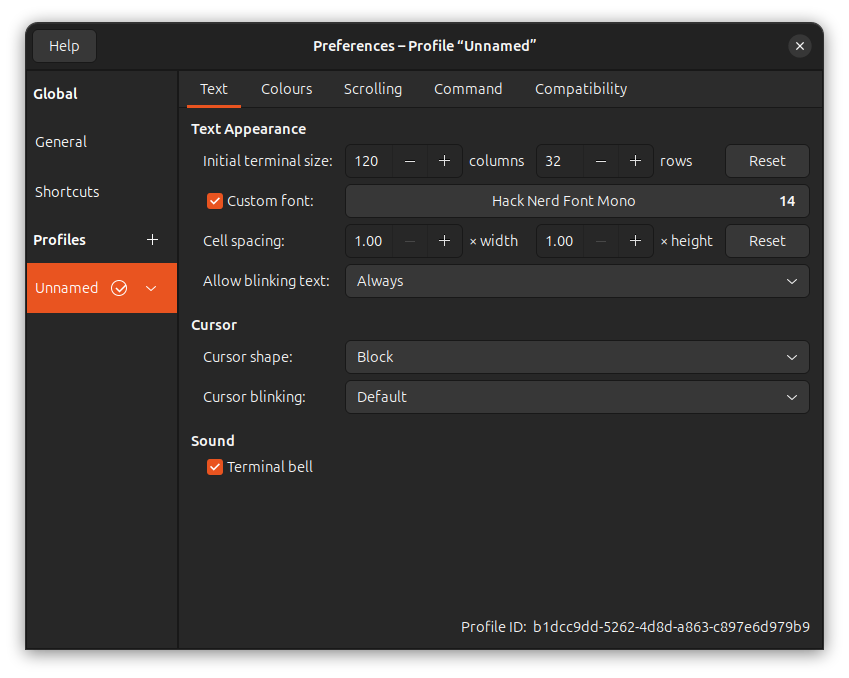 Help
Preferences – Profile “Unnamed”
Global
General
Shortcuts
Profiles
Unnamed
Text Colours Scrolling Command Compatibility
Text Appearance
Initial terminal size: 120 − + columns 32 − + rows Reset
Custom font: Hack Nerd Font Mono 14
Cell spacing: 1.00 − + × width 1.00 − + × height Reset
Allow blinking text: Always
Cursor
Cursor shape: Block
Cursor blinking: Default
Sound
Terminal bell
Profile ID: b1dcc9dd-5262-4d8d-a863-c897e6d979b9